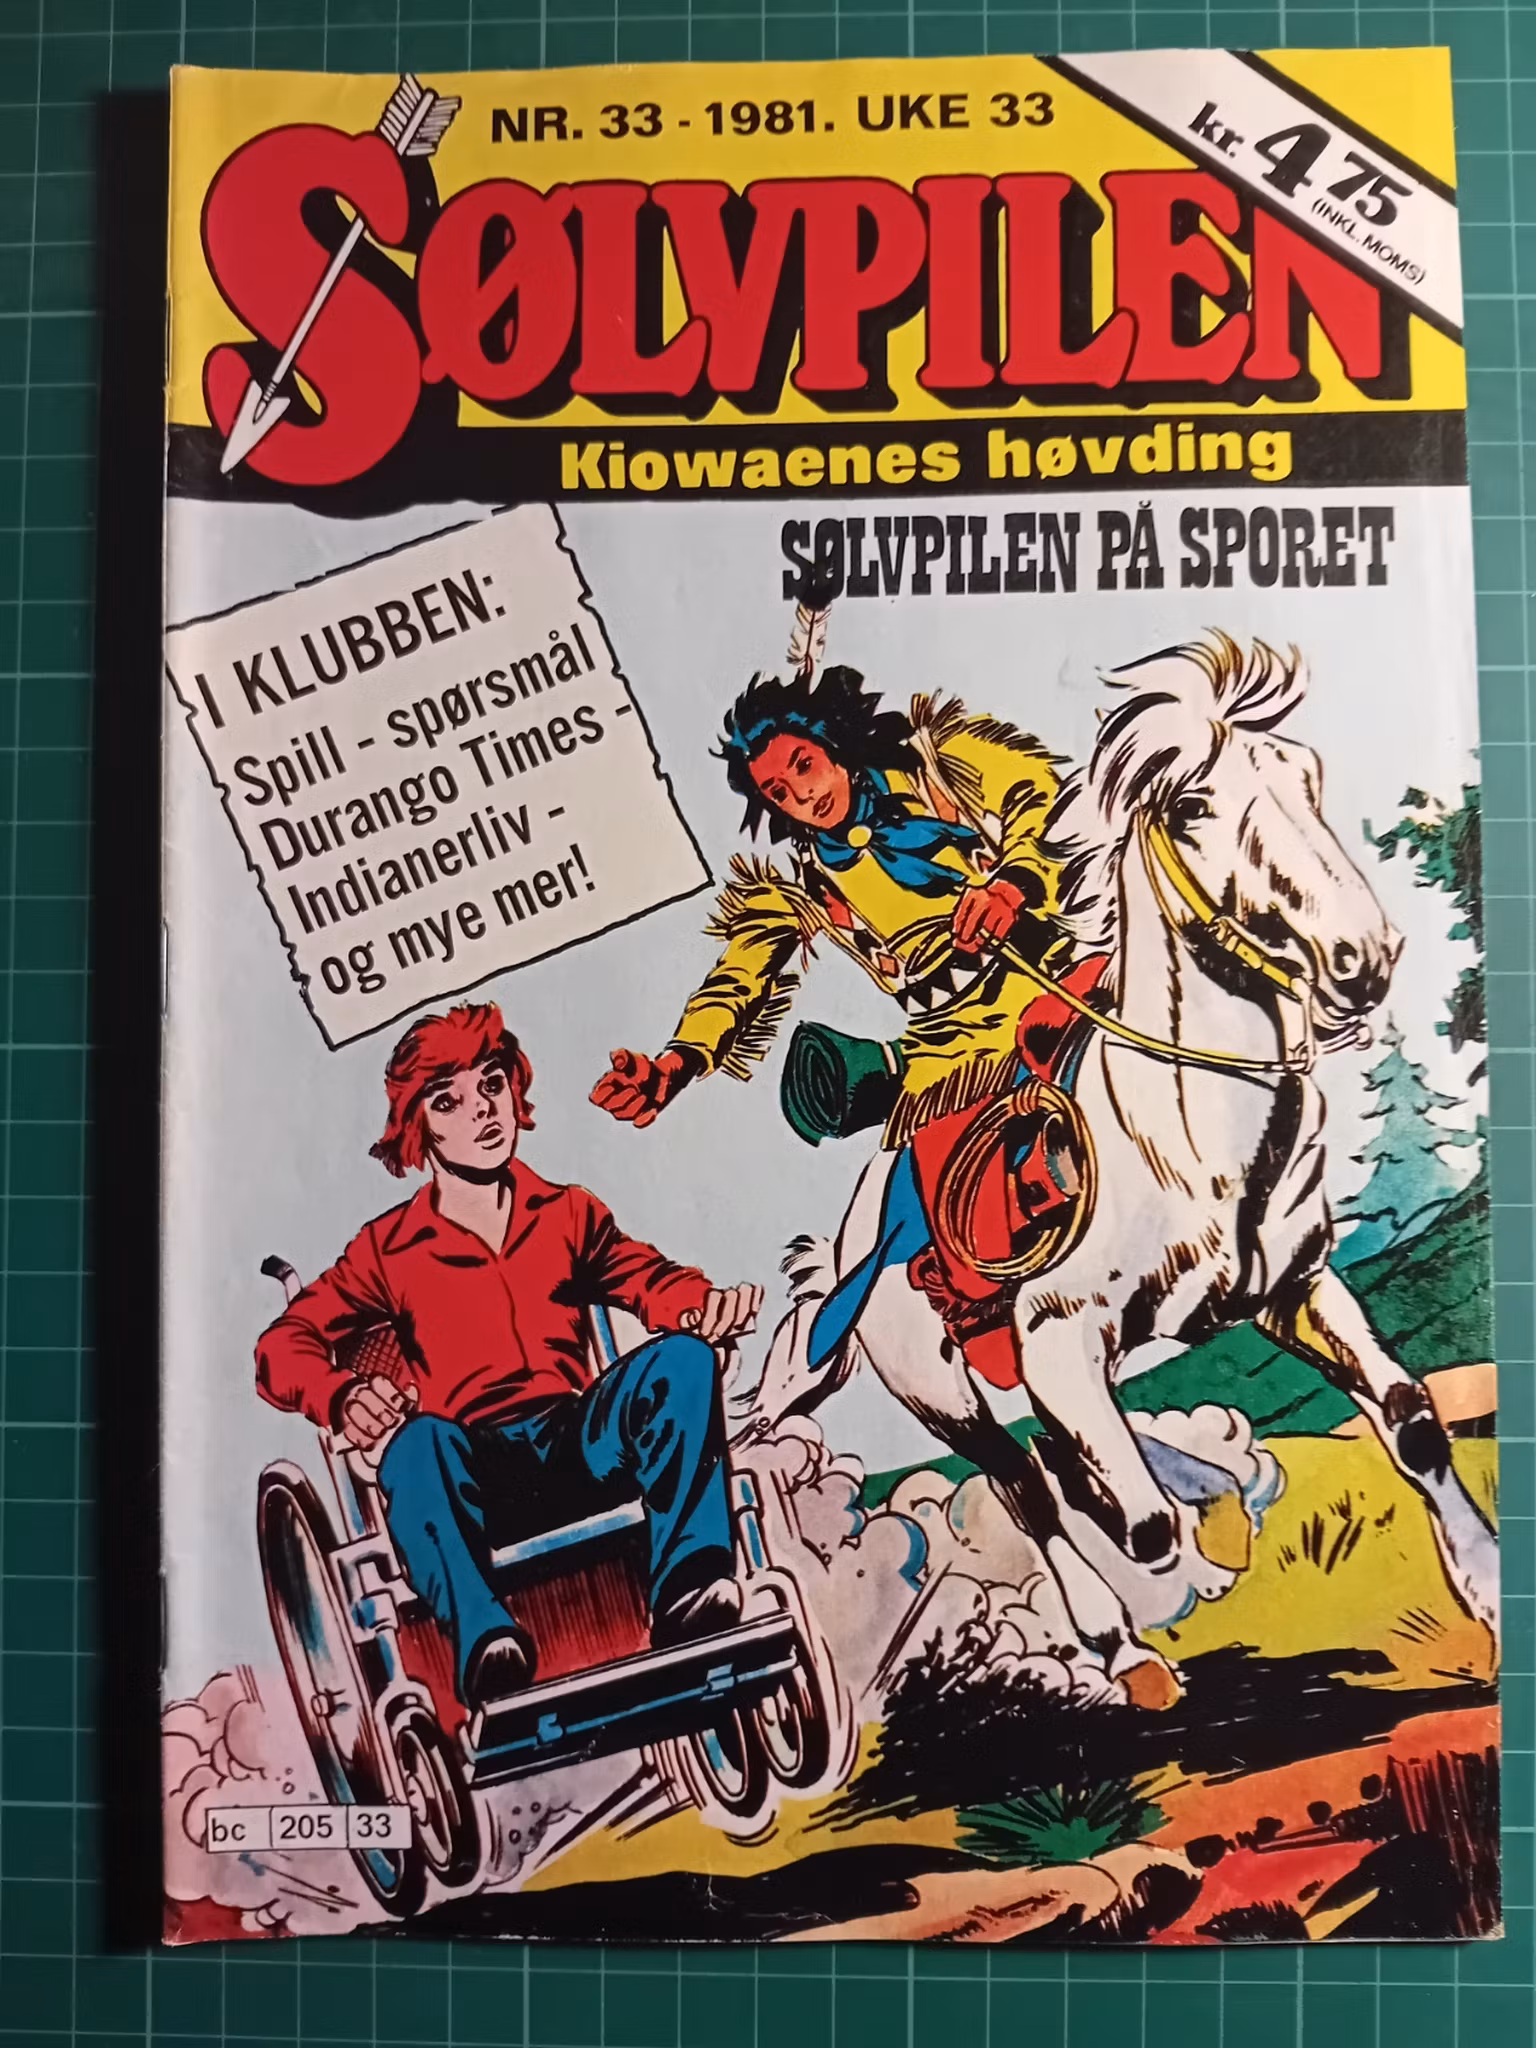 NR. 33 - 1981. UKE 33
kr. 4 75
(INKL. MOMS)
SØLVPILEN
Kiowaenes høvding
SØLVPILEN PÅ SPORET
I KLUBBEN:
Spill - spørsmål
Durango Times -
Indianerliv -
og mye mer!
bc 205 33